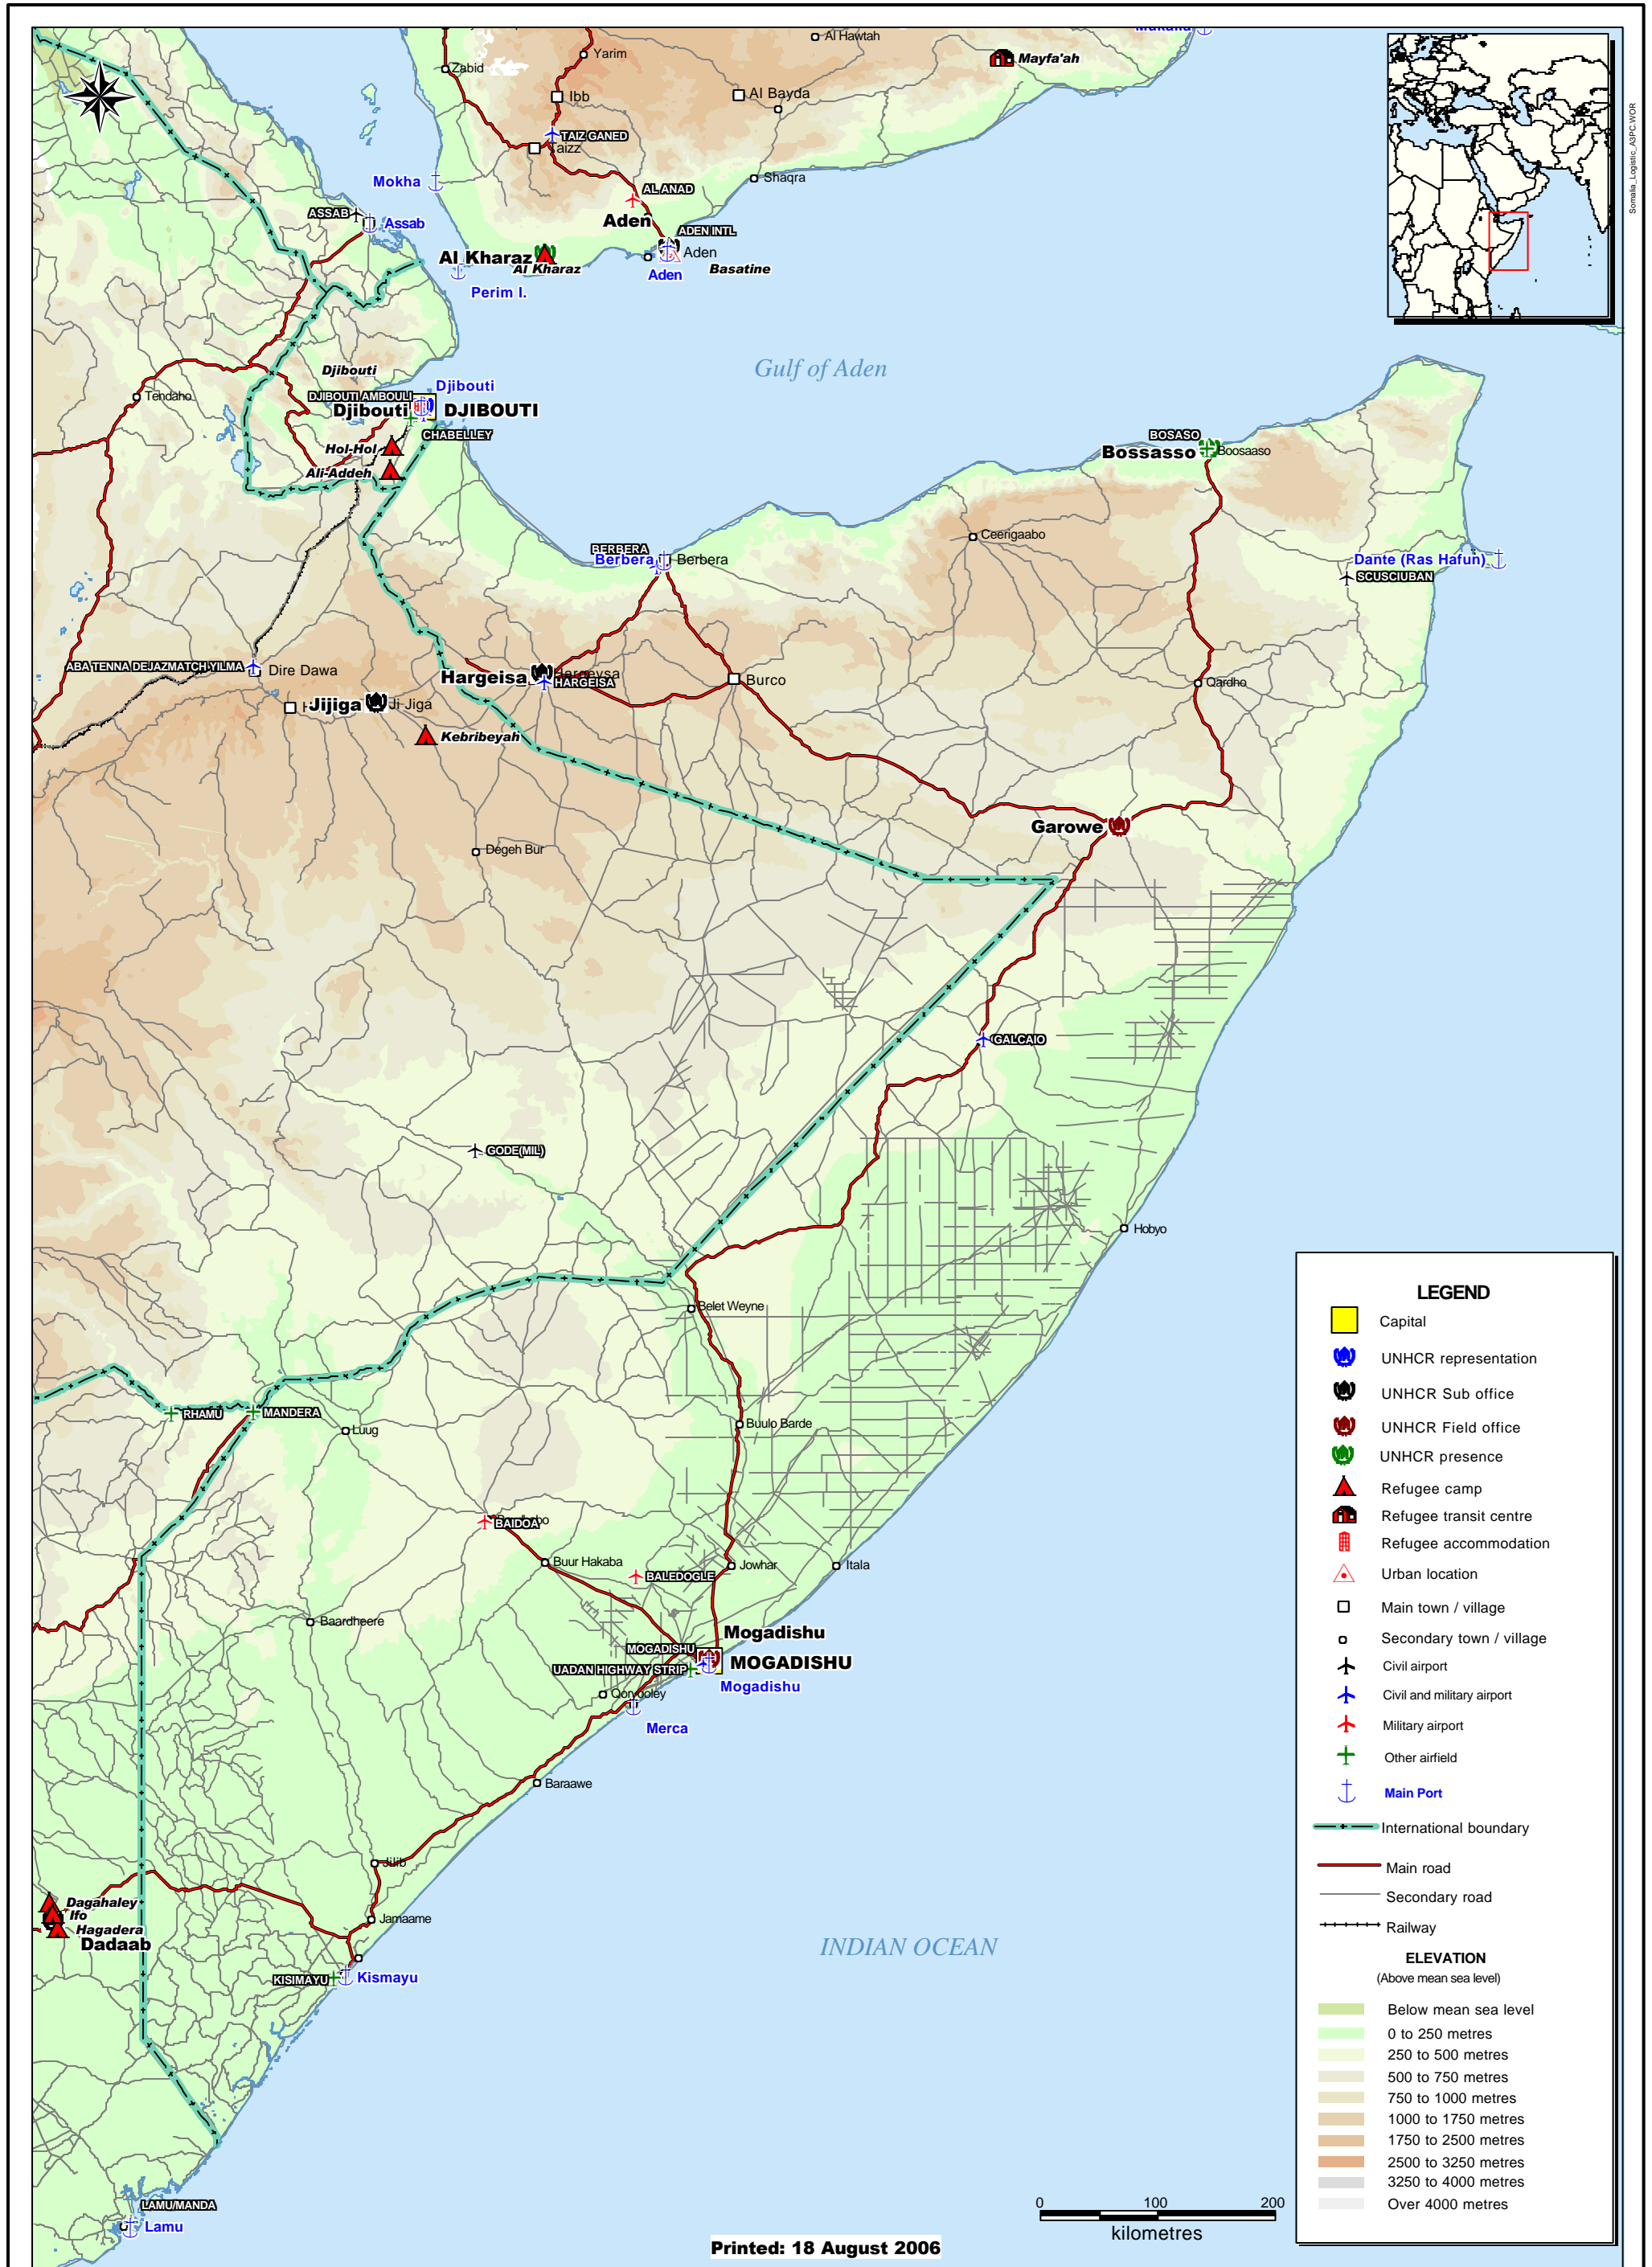 Mukalla
Al Hawtah
Yarim
Mayfa'ah
Zabid
Ibb
Al Bayda
TAIZ GANED
Taizz
Mokha
Shaqra
AL ANAD
ASSAB
Assab
Aden
ADEN INTL
Aden
Al Kharaz
Al Kharaz
Basatine
Aden
Perim I.
Somalia_Logistic_A3PC.WOR
Gulf of Aden
Djibouti
Djibouti
Tendaho
DJIBOUTI AMBOULI
Djibouti
DJIBOUTI
CHABELLEY
Hol-Hol
Ali-Addeh
BOSASO
Bossasso
Boosaaso
Ceerigaabo
BERBERA
Berbera
Berbera
Dante (Ras Hafun)
SCUSCIUBAN
ABA TENNA DEJAZMATCH YILMA
Dire Dawa
Hargeisa
Hargeysa
HARGEISA
Burco
Qardho
Jijiga
Ji Jiga
Kebribeyah
Garowe
Degeh Bur
GALCAIO
GODE(MIL)
Hobyo
Belet Weyne
RHAMU
MANDERA
Luug
Buulo Barde
BAIDOA
Buur Hakaba
Jowhar
Itala
BALEDOGLE
Baardheere
Mogadishu
MOGADISHU
MOGADISHU
UADAN HIGHWAY STRIP
Mogadishu
Qoryooley
Merca
Baraawe
Jilib
Dagahaley
Ifo
Hagadera
Dadaab
Jamaame
INDIAN OCEAN
KISIMAYU
Kismayu
LAMU/MANDA
Lamu
LEGEND
Capital
UNHCR representation
UNHCR Sub office
UNHCR Field office
UNHCR presence
Refugee camp
Refugee transit centre
Refugee accommodation
Urban location
Main town / village
Secondary town / village
Civil airport
Civil and military airport
Military airport
Other airfield
Main Port
International boundary
Main road
Secondary road
Railway
ELEVATION
(Above mean sea level)
Below mean sea level
0 to 250 metres
250 to 500 metres
500 to 750 metres
750 to 1000 metres
1000 to 1750 metres
1750 to 2500 metres
2500 to 3250 metres
3250 to 4000 metres
Over 4000 metres
0 100 200
kilometres
Printed: 18 August 2006